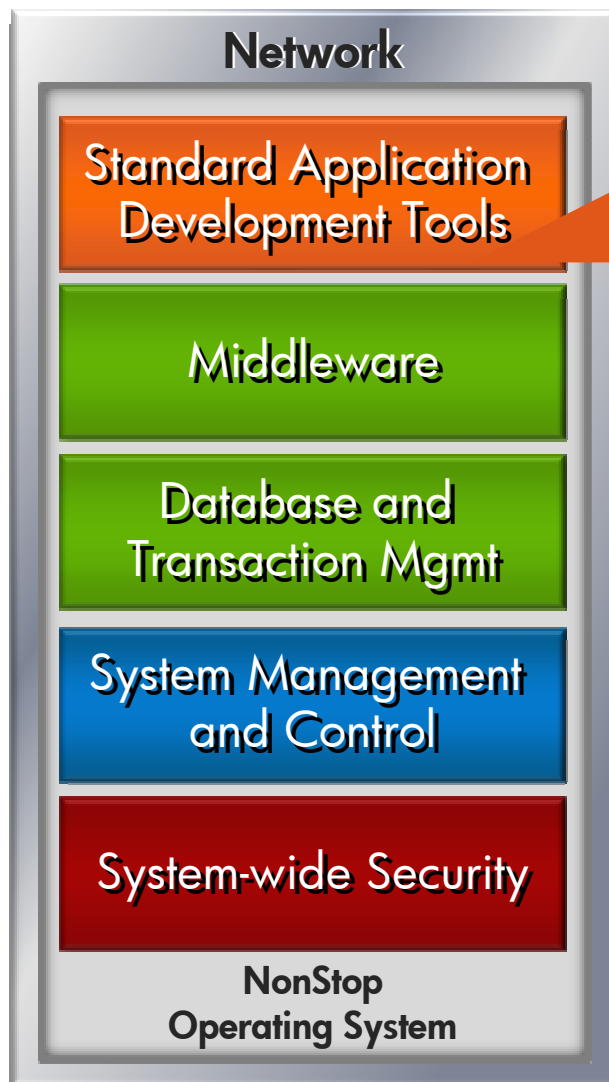 Network
Standard Application
Development Tools
Middleware
Database and
Transaction Mgmt
System Management
and Control
System-wide Security
NonStop
Operating System